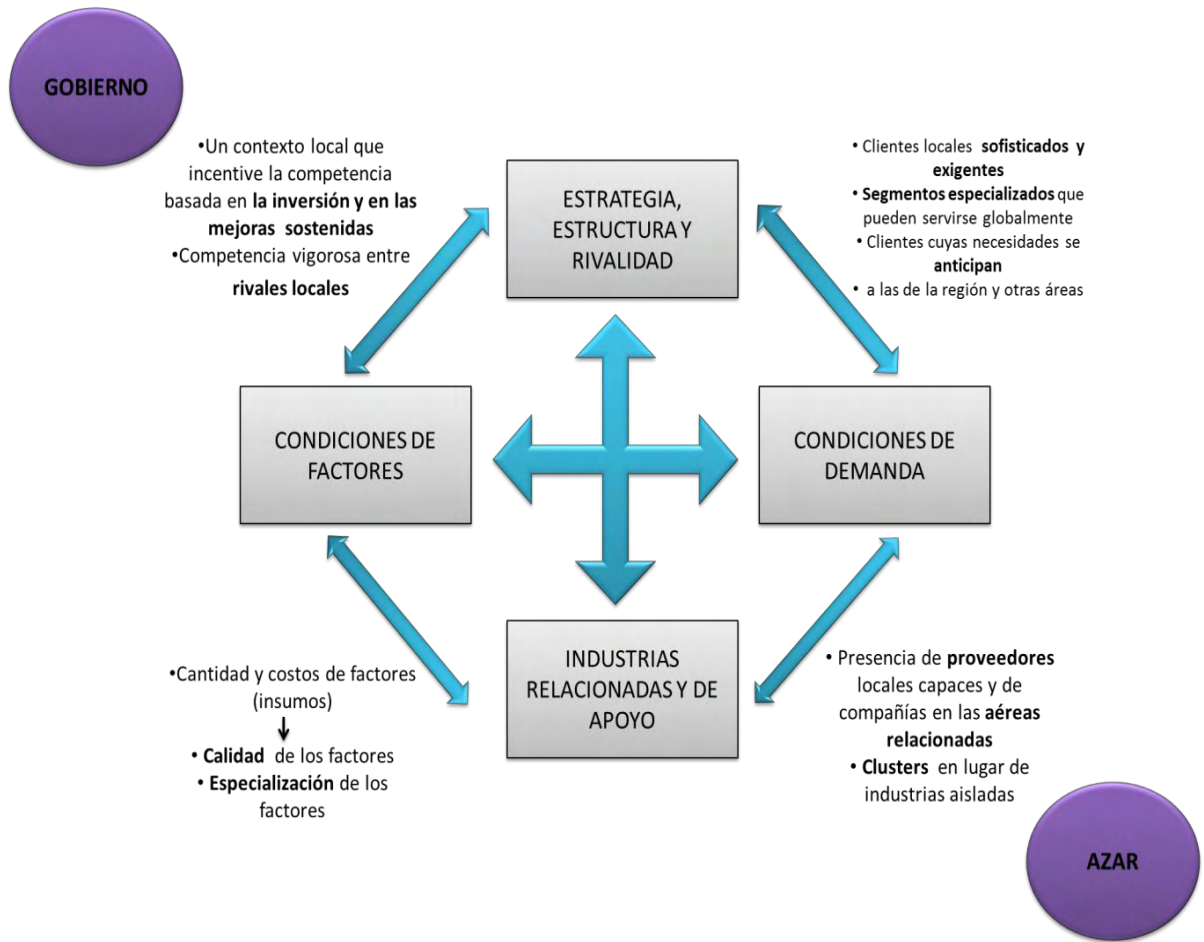 GOBIERNO
•Un contexto local que
incentive la competencia
basada en la inversión y en las
mejoras sostenidas
•Competencia vigorosa entre
rivales locales
ESTRATEGIA,
ESTRUCTURA Y
RIVALIDAD
• Clientes locales sofisticados y
exigentes
• Segmentos especializados que
pueden servirse globalmente
• Clientes cuyas necesidades se
anticipan
• a las de la región y otras áreas
CONDICIONES DE
FACTORES
CONDICIONES DE
DEMANDA
•Cantidad y costos de factores
(insumos)
• Calidad de los factores
• Especialización de los
factores
INDUSTRIAS
RELACIONADAS Y DE
APOYO
• Presencia de proveedores
locales capaces y de
compañías en las aéreas
relacionadas
• Clusters en lugar de
industrias aisladas
AZAR